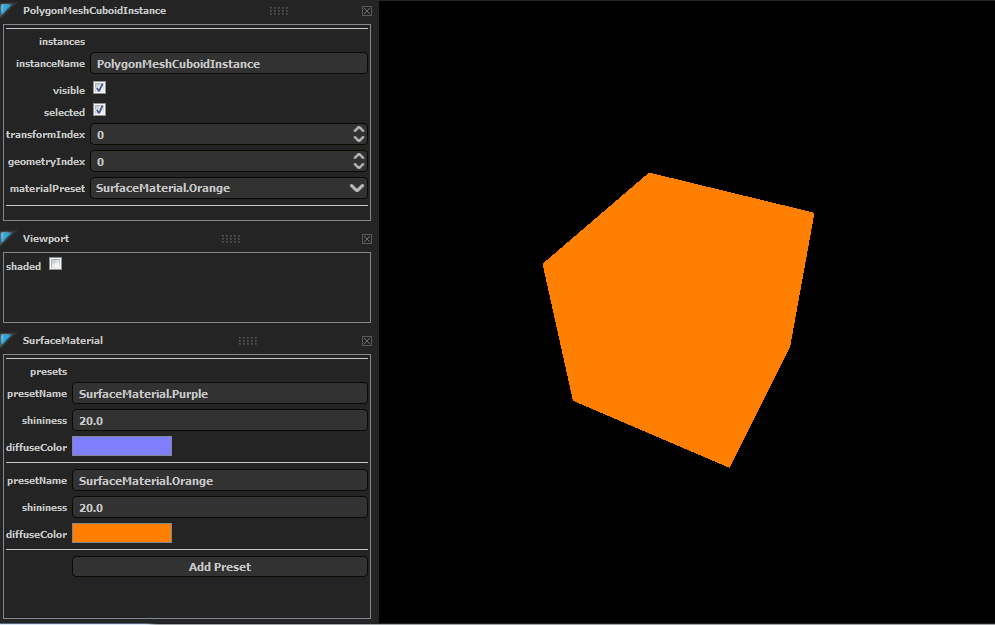 PolygonMeshCuboidInstance
instances
instanceName PolygonMeshCuboidInstance
visible
selected
transformIndex 0
geometryIndex 0
materialPreset SurfaceMaterial.Orange
Viewport
shaded
SurfaceMaterial
presets
presetName SurfaceMaterial.Purple
shininess 20.0
diffuseColor
presetName SurfaceMaterial.Orange
shininess 20.0
diffuseColor
Add Preset